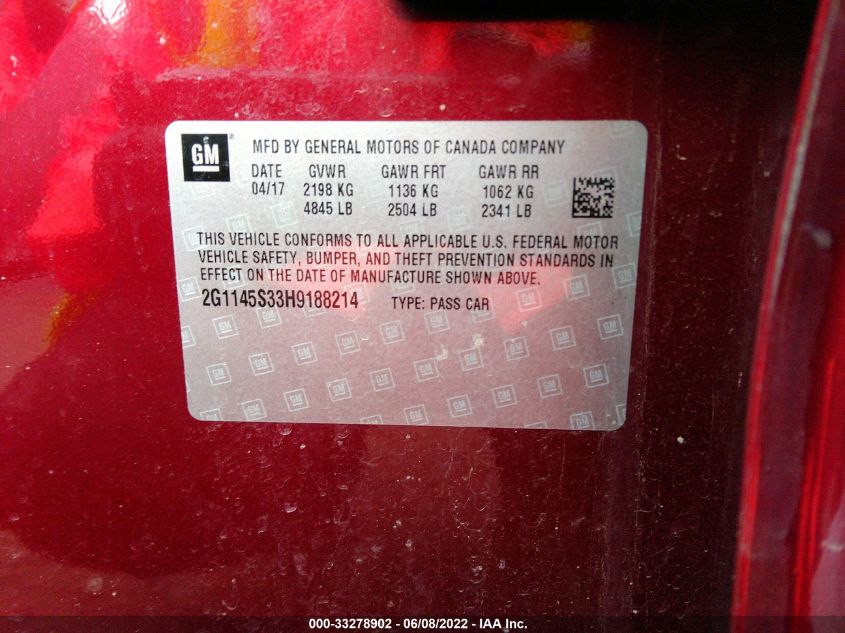 GM MFD BY GENERAL MOTORS OF CANADA COMPANY
DATE GVWR GAWR FRT GAWR RR
04/17 2198 KG 1136 KG 1062 KG
4845 LB 2504 LB 2341 LB
THIS VEHICLE CONFORMS TO ALL APPLICABLE U.S. FEDERAL MOTOR
VEHICLE SAFETY, BUMPER, AND THEFT PREVENTION STANDARDS IN
EFFECT ON THE DATE OF MANUFACTURE SHOWN ABOVE.
2G1145S33H9188214 TYPE: PASS CAR
000-33278902 - 06/08/2022 - IAA Inc.